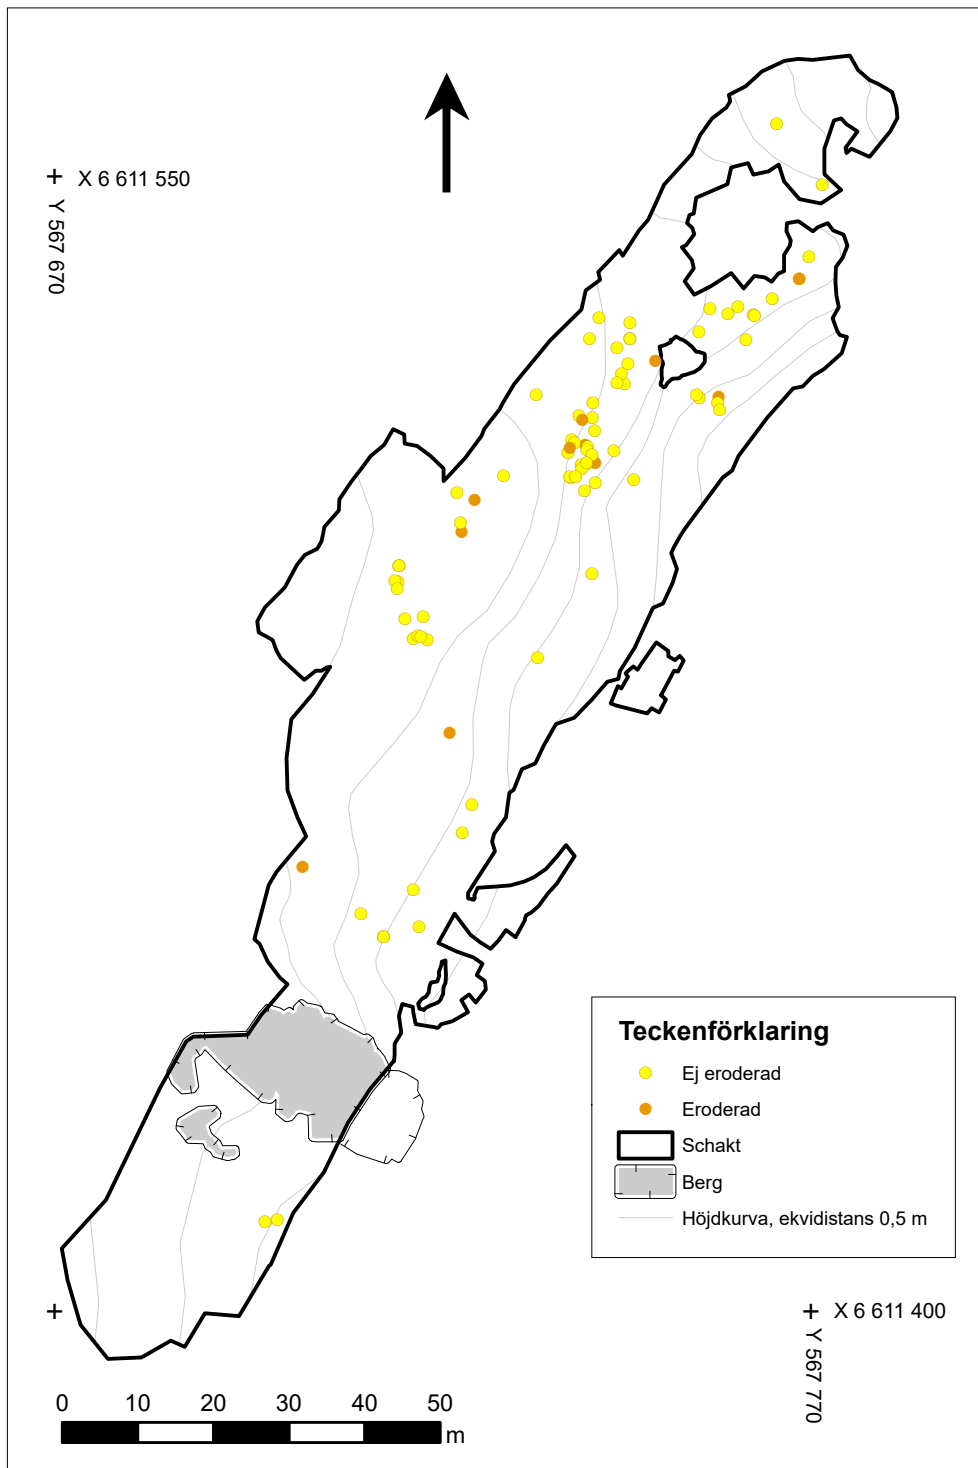 X 6 611 550
Y 567 670
Teckenförklaring
Ej eroderad
Eroderad
Schakt
Berg
Höjdkurva, ekvidistans 0,5 m
X 6 611 400
Y 567 770
0 10 20 30 40 50
m